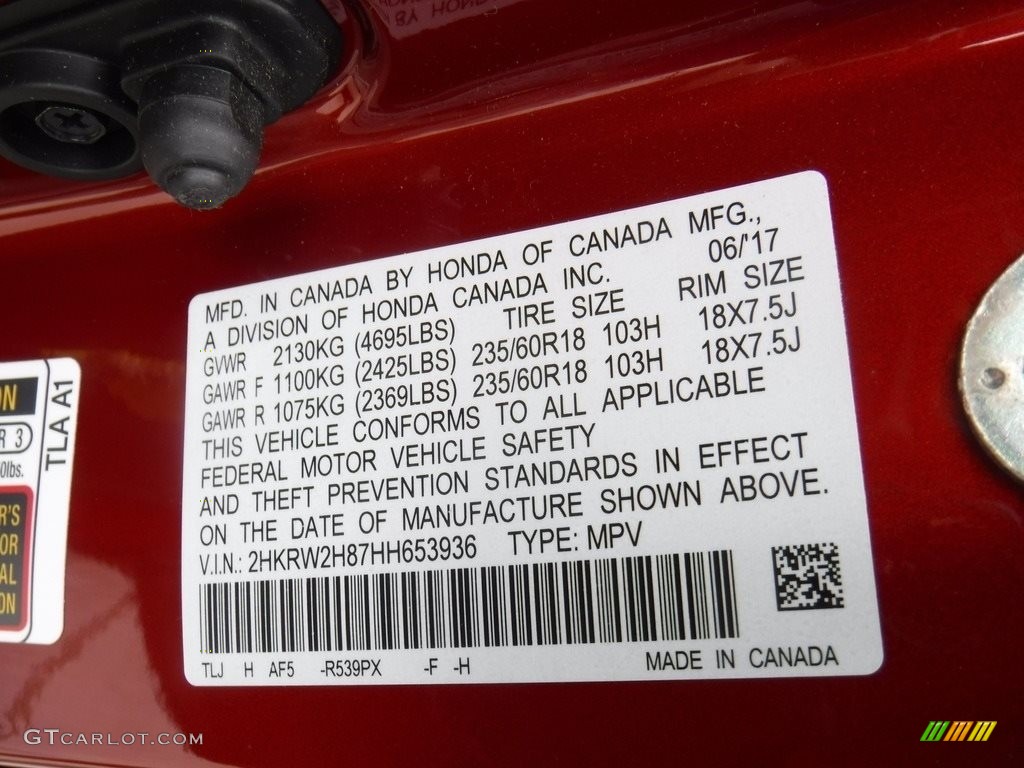 MFD. IN CANADA BY HONDA OF CANADA MFG.,
A DIVISION OF HONDA CANADA INC. 06/'17
GVWR 2130KG (4695LBS) TIRE SIZE RIM SIZE
GAWR F 1100KG (2425LBS) 235/60R18 103H 18X7.5J
GAWR R 1075KG (2369LBS) 235/60R18 103H 18X7.5J
THIS VEHICLE CONFORMS TO ALL APPLICABLE
FEDERAL MOTOR VEHICLE SAFETY
AND THEFT PREVENTION STANDARDS IN EFFECT
ON THE DATE OF MANUFACTURE SHOWN ABOVE.
V.I.N.: 2HKRW2H87HH653936 TYPE: MPV
TLJ H AF5 -R539PX -F -H MADE IN CANADA
TLA A1
R 3
0lbs.
GTCARLOT.COM